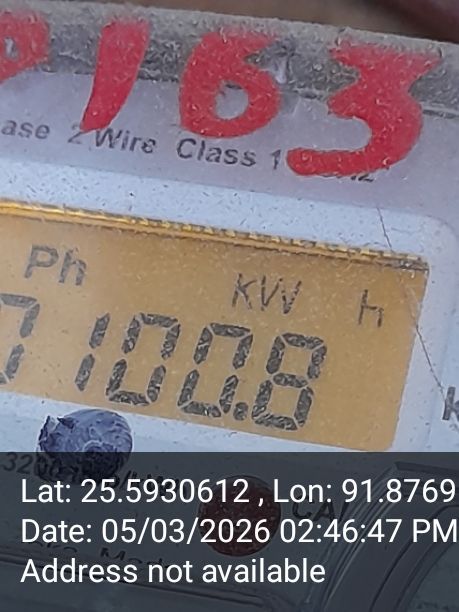 163
ase 2 Wire Class 1
Ph
KW h
0100.8
k
Lat: 25.5930612 , Lon: 91.8769
Date: 05/03/2026 02:46:47 PM
Address not available